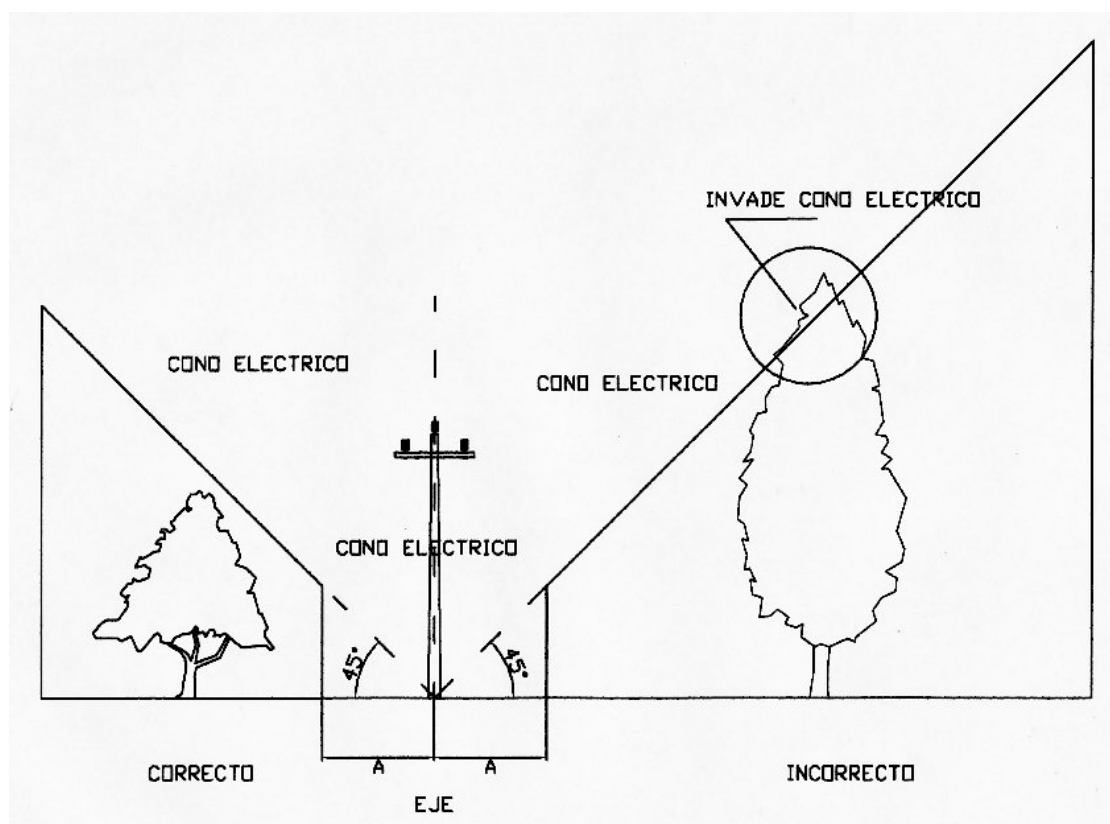 INVADE CONO ELECTRICO
CONO ELECTRICO
CONO ELECTRICO
CONO ELECTRICO
45°
45°
A
A
CORRECTO
INCORRECTO
EJE